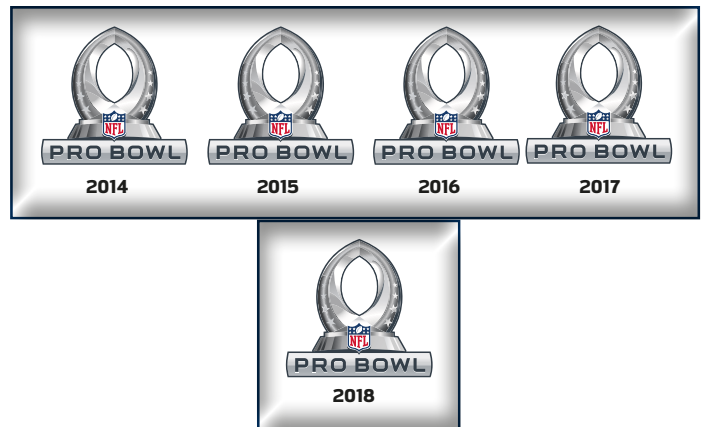 NFL NFL NFL NFL
PRO BOWL PRO BOWL PRO BOWL PRO BOWL
2014 2015 2016 2017
NFL
PRO BOWL
2018